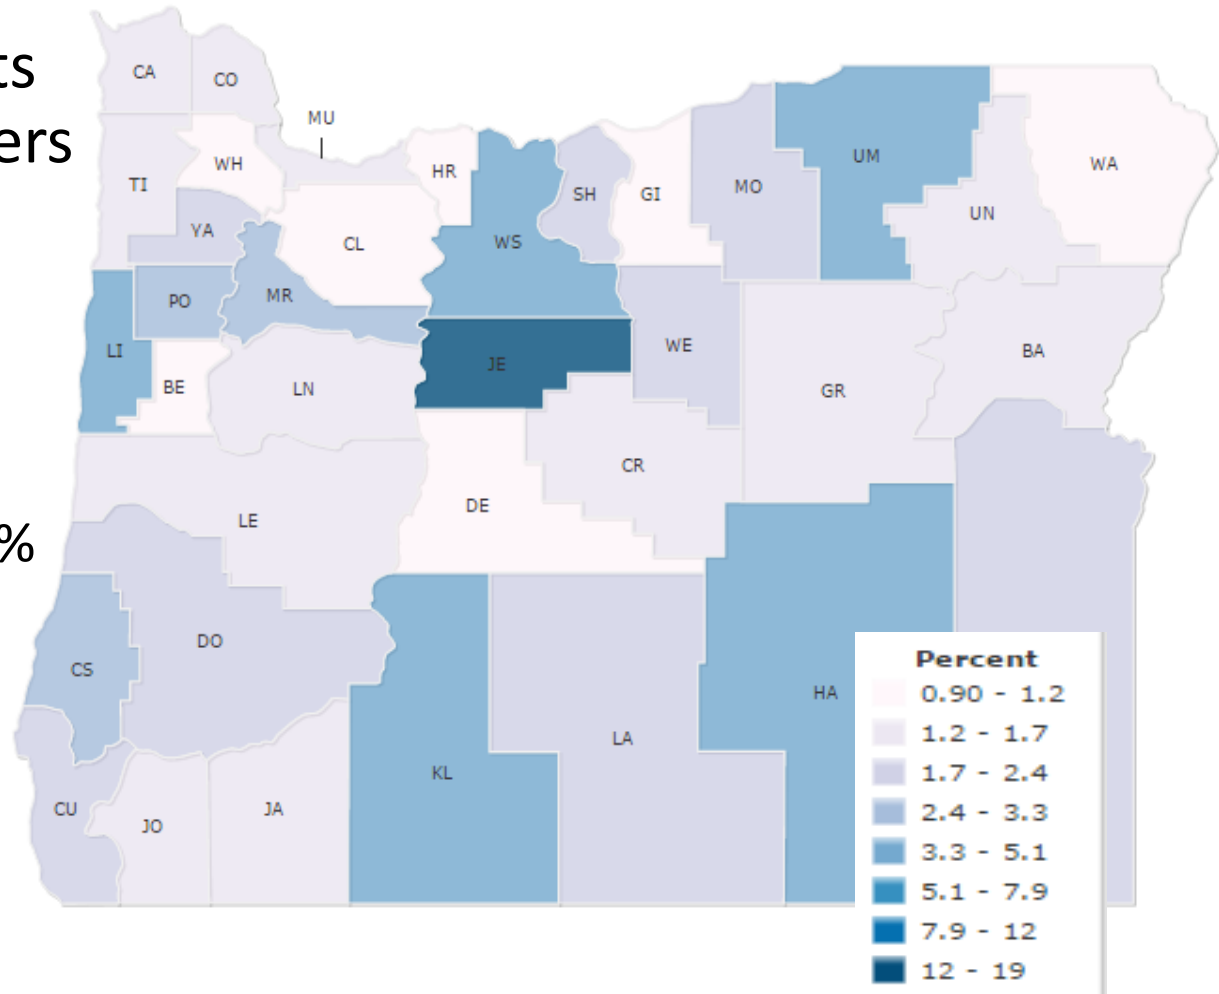 ts
ers
%
CA
CO
MU
WH
HR
TI
SH
GI
MO
UM
WA
UN
YA
CL
WS
PO
MR
LI
JE
WE
BA
BE
LN
GR
CR
DE
LE
DO
CS
HA
LA
KL
CU
JO
JA
Percent
0.90 - 1.2
1.2 - 1.7
1.7 - 2.4
2.4 - 3.3
3.3 - 5.1
5.1 - 7.9
7.9 - 12
12 - 19